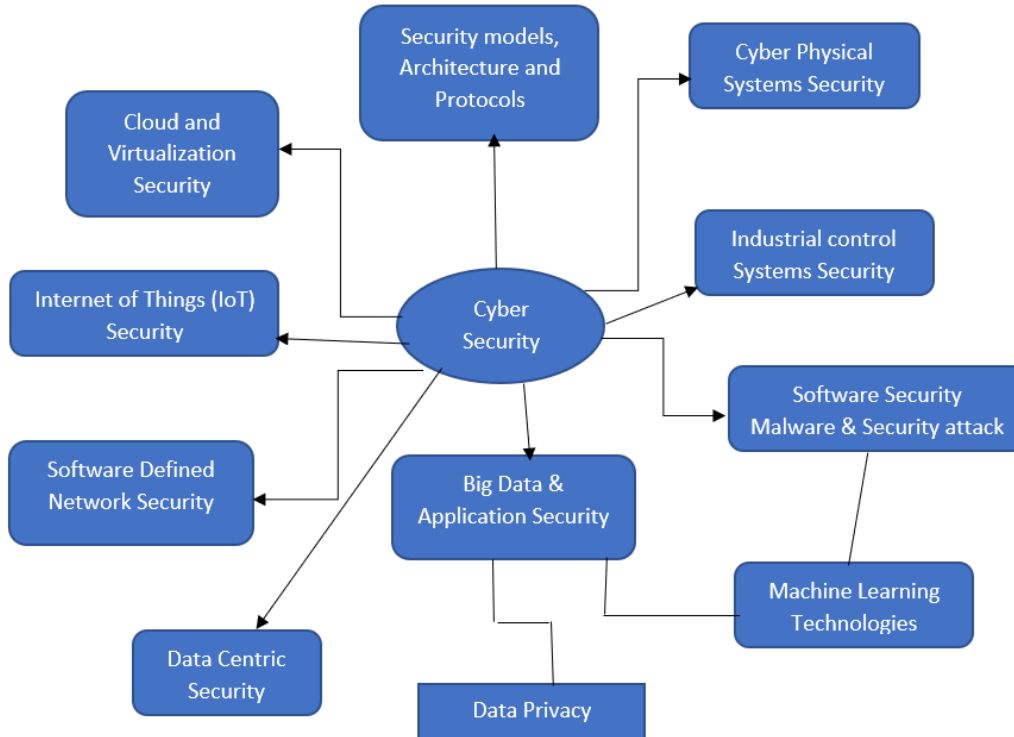 Security models,
Architecture and
Protocols
Cyber Physical
Systems Security
Cloud and
Virtualization
Security
Industrial control
Systems Security
Internet of Things (IoT)
Security
Cyber
Security
Software Security
Malware & Security attack
Software Defined
Network Security
Big Data &
Application Security
Machine Learning
Technologies
Data Centric
Security
Data Privacy